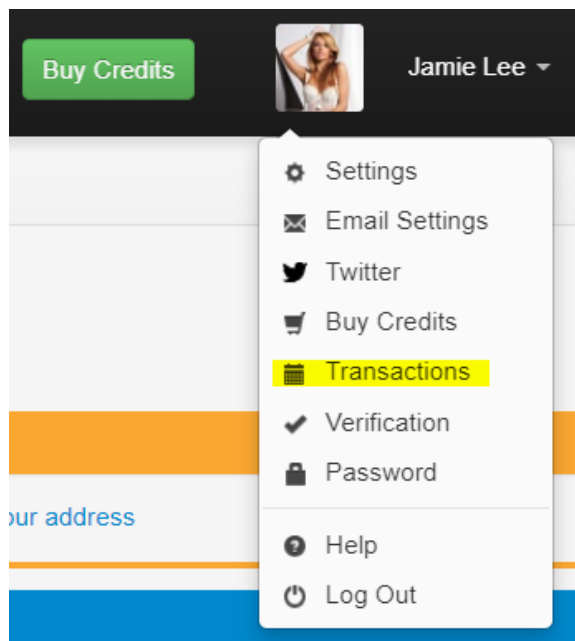 Buy Credits
Jamie Lee
Settings
Email Settings
Twitter
Buy Credits
Transactions
Verification
Password
our address
Help
Log Out